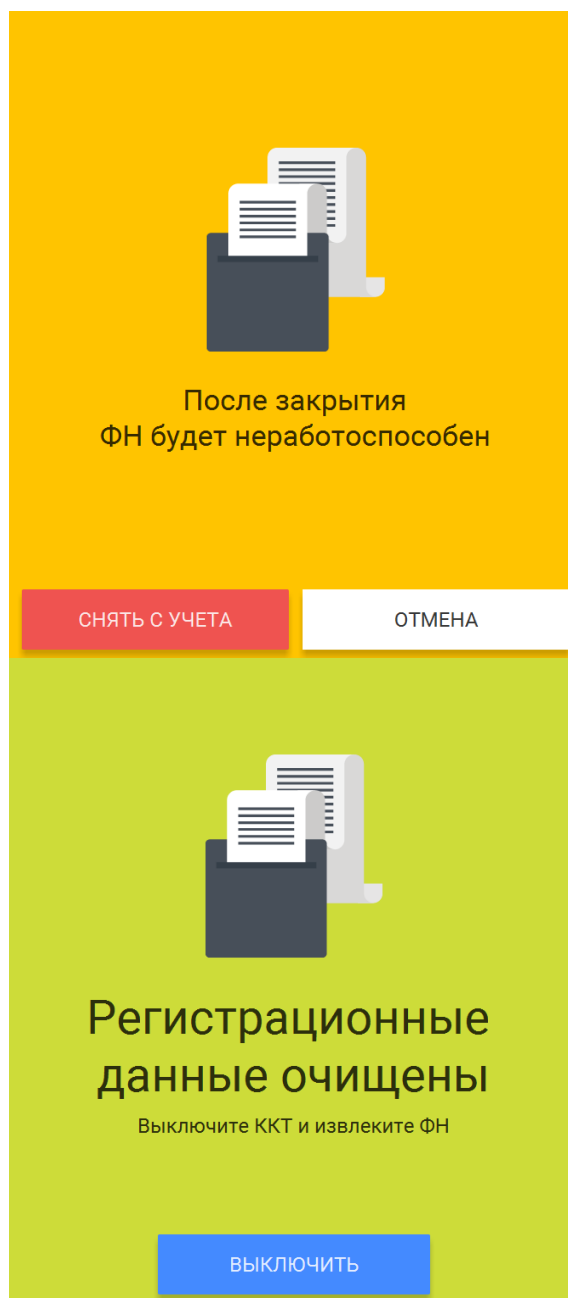 После закрытия
ФН будет неработоспособен
СНЯТЬ С УЧЕТА ОТМЕНА
Регистрационные
данные очищены
Выключите ККТ и извлеките ФН
ВЫКЛЮЧИТЬ